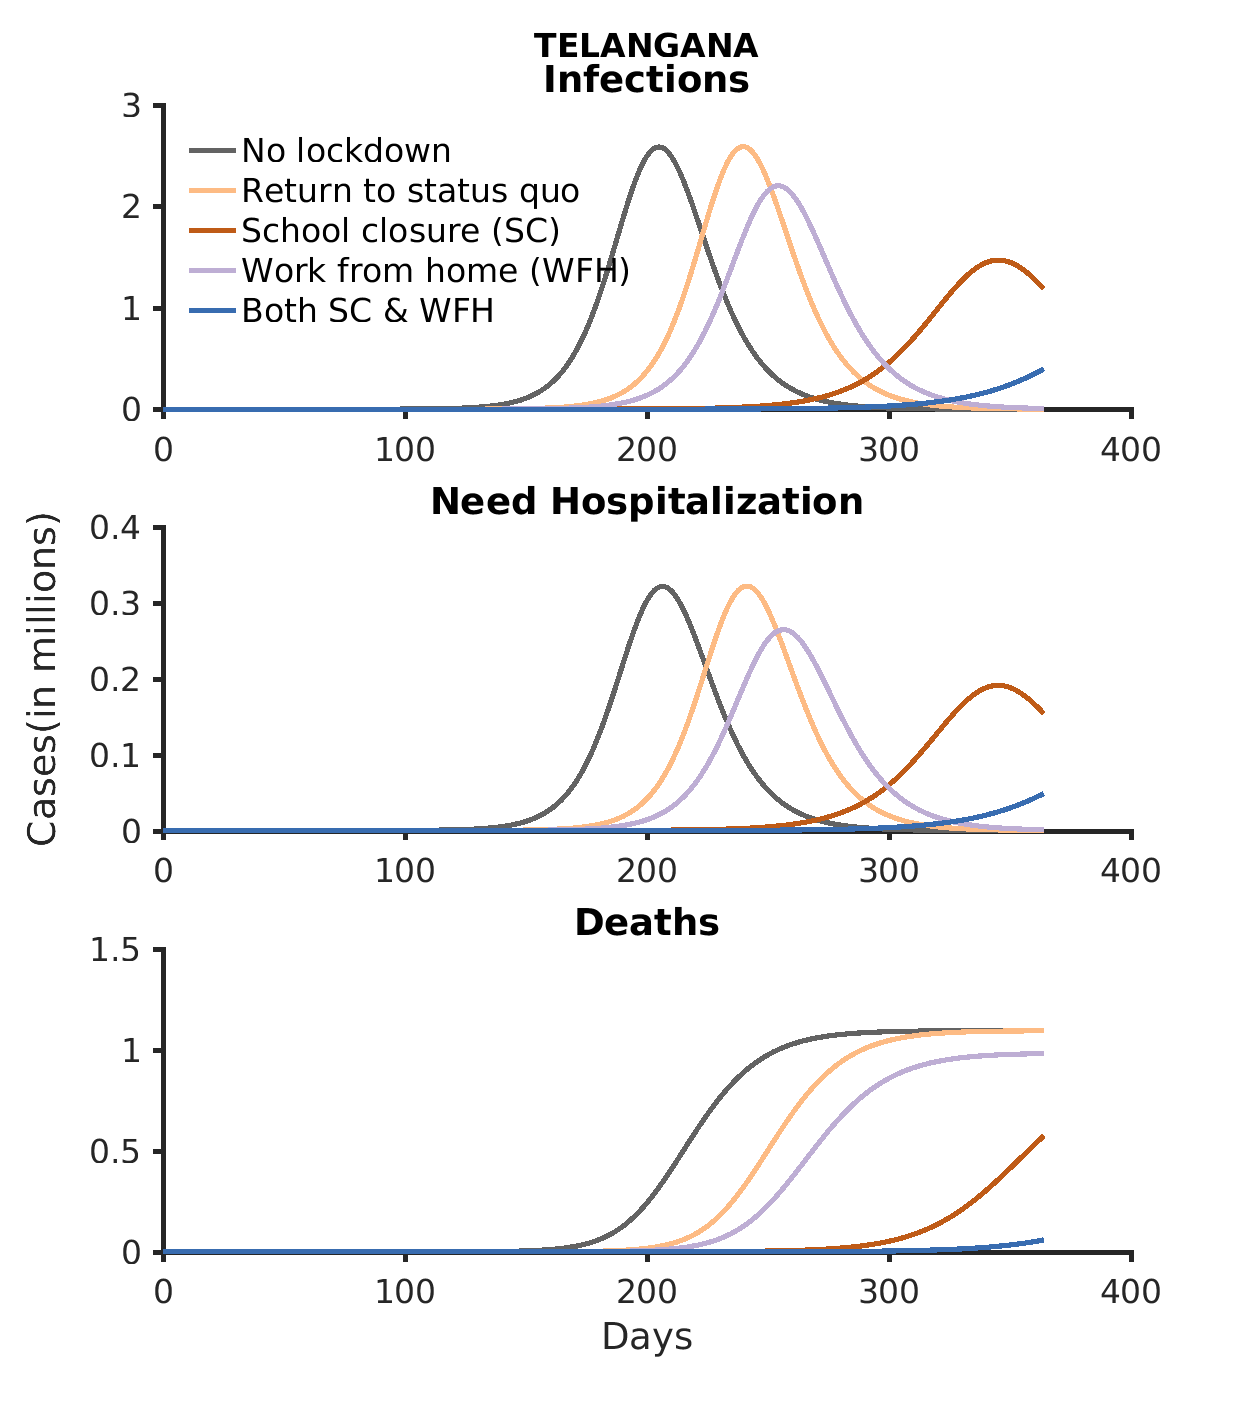 TELANGANA
Infections
3
2
1
0
No lockdown
Return to status quo
School closure (SC)
Work from home (WFH)
Both SC & WFH
0 100 200 300 400
Need Hospitalization
Cases(in millions)
0.4
0.3
0.2
0.1
0
0 100 200 300 400
Deaths
1.5
1
0.5
0
0 100 200 300 400
Days